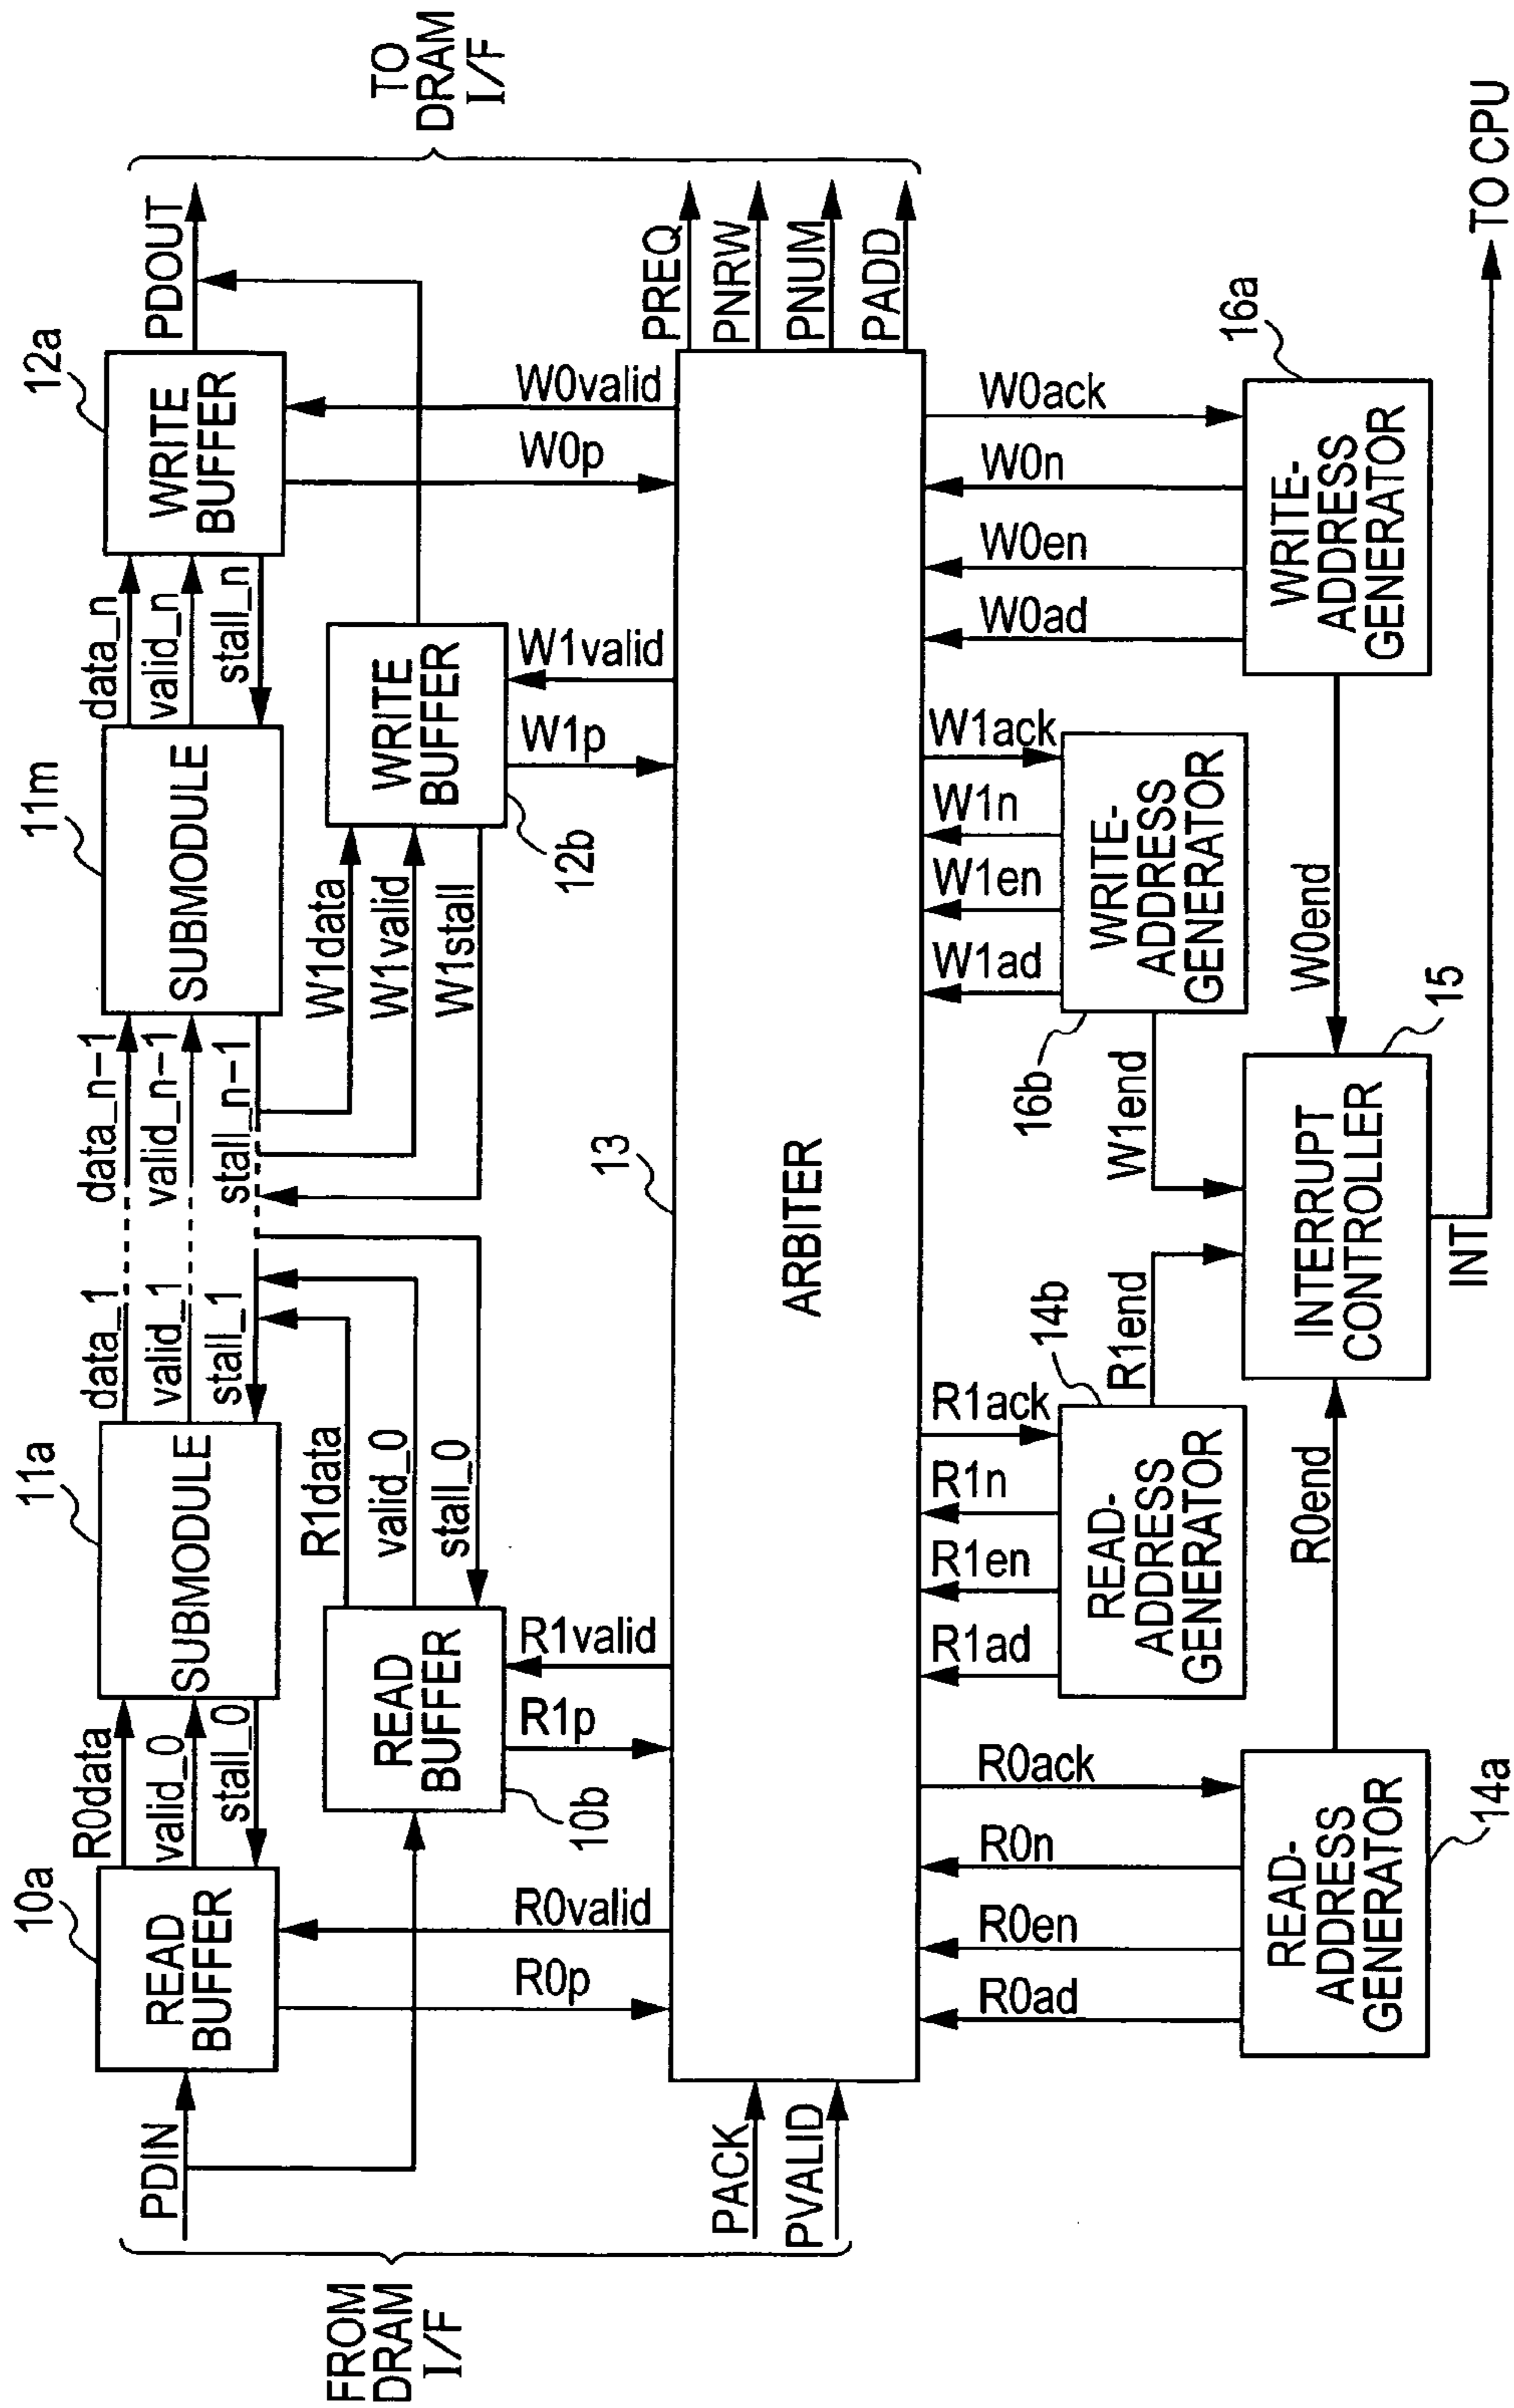 FROM
DRAM
I/F
PDIN
PACK
PVALID
10a
READ
BUFFER
R0data
valid_0
stall_0
11a
SUBMODULE
data_1
valid_1
stall_1
data_n-1
valid_n-1
stall_n-1
11m
SUBMODULE
data_n
valid_n
stall_n
12a
WRITE
BUFFER
PDOUT
TO
DRAM
I/F
READ
BUFFER
10b
R1data
valid_0
stall_0
W1data
W1valid
W1stall
WRITE
BUFFER
12b
R0p
R0valid
R1p
R1valid
W1p
W1valid
W0p
W0valid
13
ARBITER
PREQ
PNRW
PNUM
PADD
R0ad
R0en
R0n
R0ack
R1ad
R1en
R1n
R1ack
W1ad
W1en
W1n
W1ack
W0ad
W0en
W0n
W0ack
READ-
ADDRESS
GENERATOR
14a
READ-
ADDRESS
GENERATOR
14b
WRITE-
ADDRESS
GENERATOR
16b
WRITE-
ADDRESS
GENERATOR
16a
R0end
R1end
W1end
W0end
INTERRUPT
CONTROLLER
15
INT
TO CPU